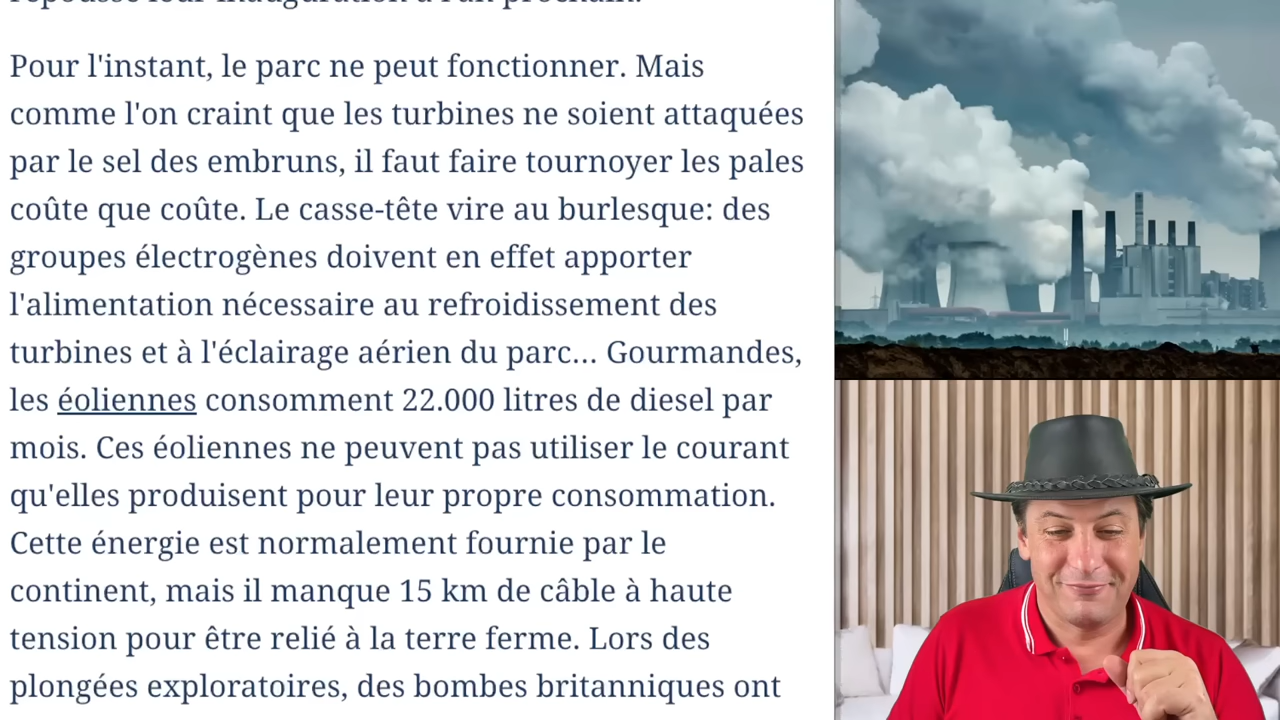 Pour l'instant, le parc ne peut fonctionner. Mais
comme l'on craint que les turbines ne soient attaquées
par le sel des embruns, il faut faire tournoyer les pales
coûte que coûte. Le casse-tête vire au burlesque: des
groupes électrogènes doivent en effet apporter
l'alimentation nécessaire au refroidissement des
turbines et à l'éclairage aérien du parc... Gourmandes,
les éoliennes consomment 22.000 litres de diesel par
mois. Ces éoliennes ne peuvent pas utiliser le courant
qu'elles produisent pour leur propre consommation.
Cette énergie est normalement fournie par le
continent, mais il manque 15 km de câble à haute
tension pour être relié à la terre ferme. Lors des
plongées exploratoires, des bombes britanniques ont